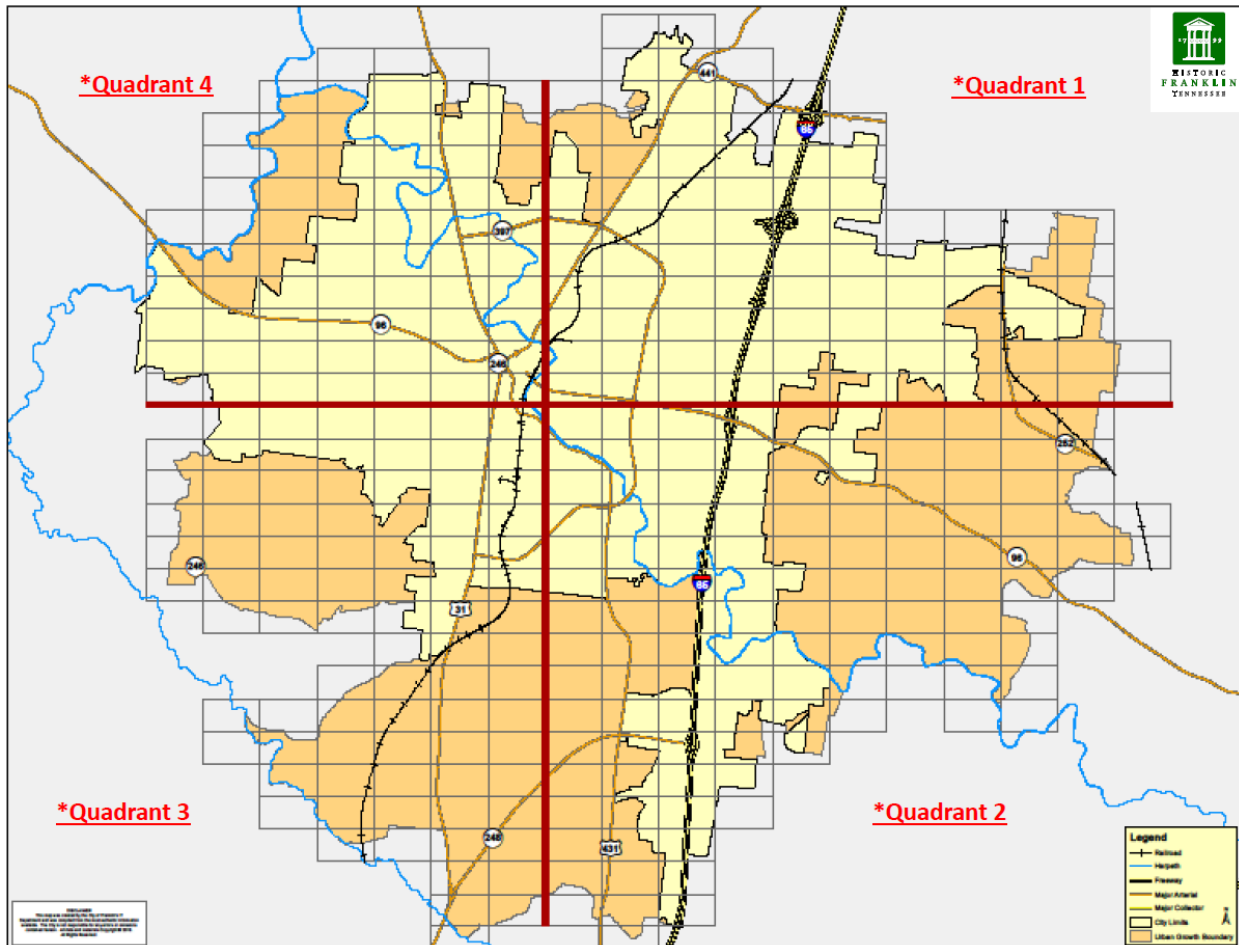 *Quadrant 4
*Quadrant 1
HISTORIC
FRANKLIN
TENNESSEE
441
65
397
96
246
252
246
96
65
31
*Quadrant 3
*Quadrant 2
248
431
Legend
Railroad
Harpeth
Freeway
Major Arterial
Major Collector
City Limits
Urban Growth Boundary